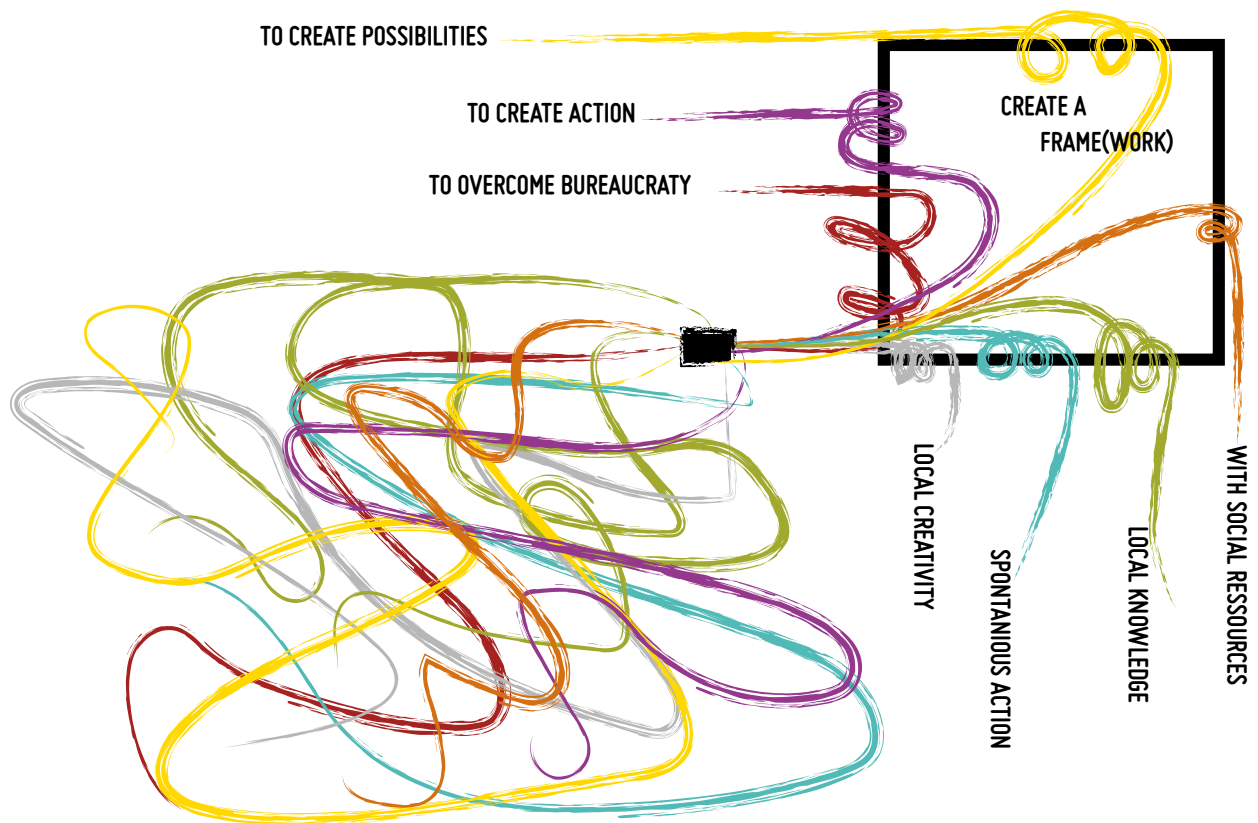 TO CREATE POSSIBILITIES
CREATE A
FRAME(WORK)
TO CREATE ACTION
TO OVERCOME BUREAUCRATY
LOCAL CREATIVITY
SPONTANIOUS ACTION
LOCAL KNOWLEDGE
WITH SOCIAL RESSOURCES